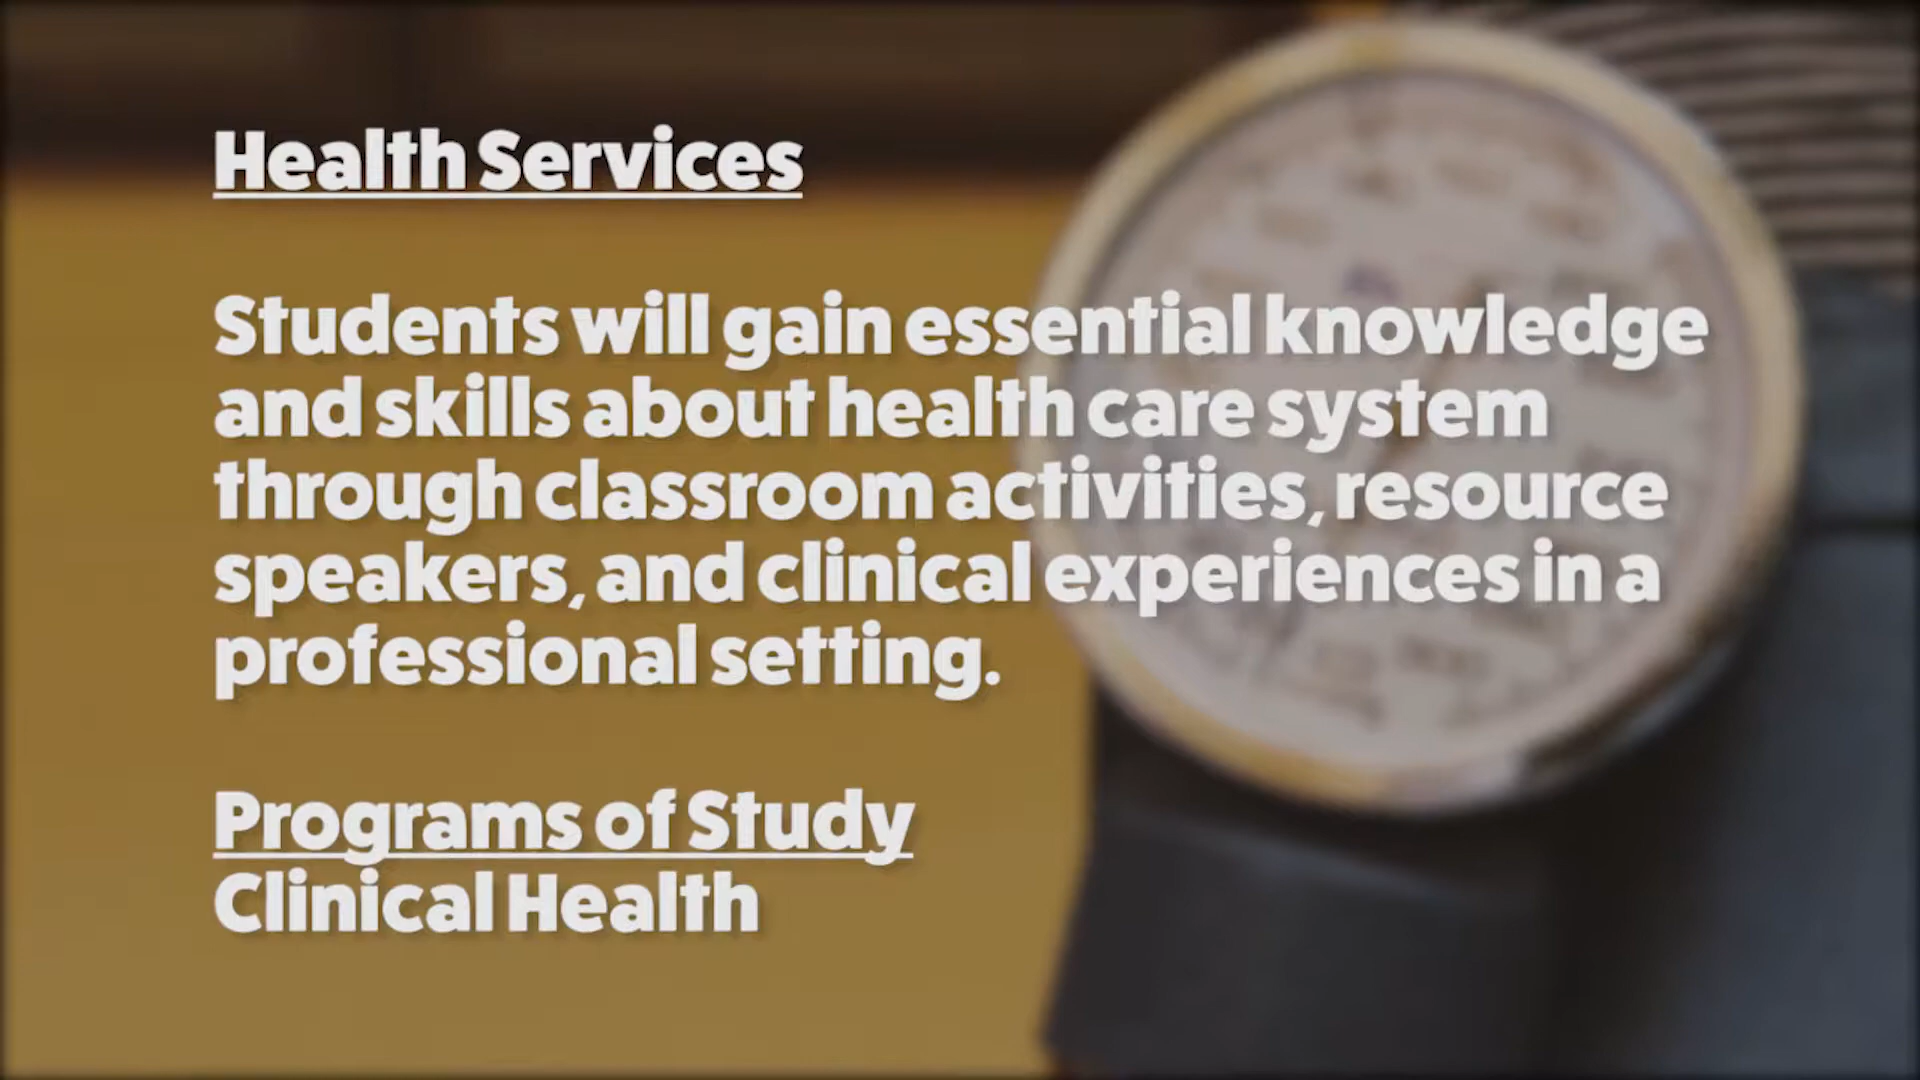 Health Services
Students will gain essential knowledge
and skills about health care system
through classroom activities, resource
speakers, and clinical experiences in a
professional setting.
Programs of Study
Clinical Health